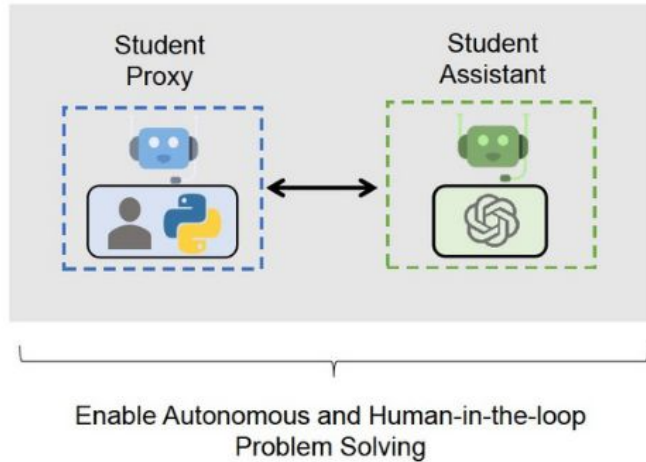 Student
Proxy
Student
Assistant
Enable Autonomous and Human-in-the-loop
Problem Solving